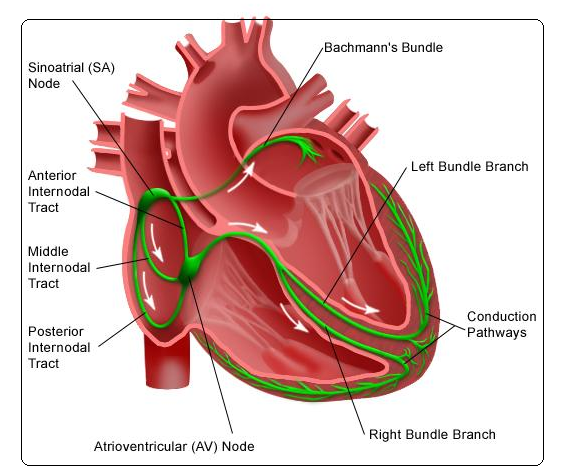 Bachmann's Bundle
Sinoatrial (SA)
Node
Left Bundle Branch
Anterior
Internodal
Tract
Middle
Internodal
Tract
Conduction
Pathways
Posterior
Internodal
Tract
Right Bundle Branch
Atrioventricular (AV) Node